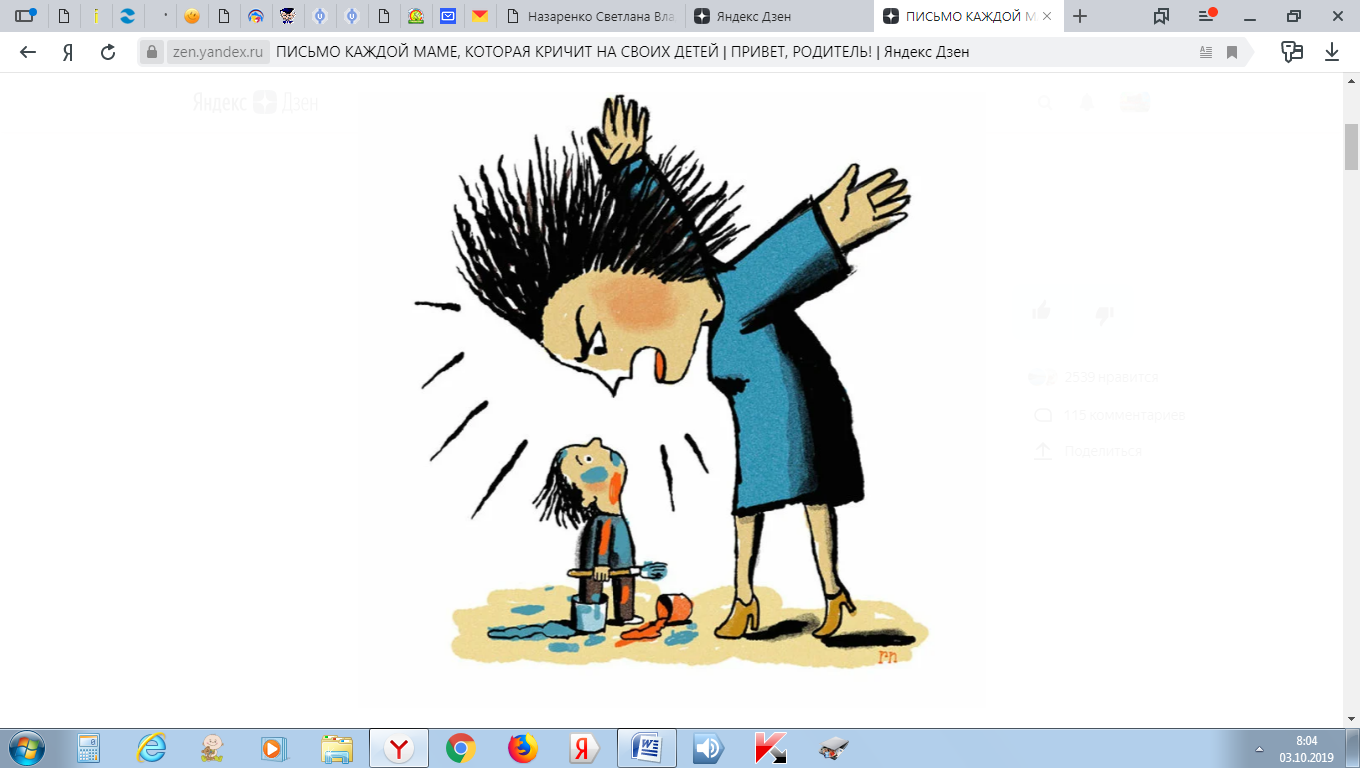 Назаренко Светлана Вла
Яндекс Дзен
ПИСЬМО КАЖДОЙ М
zen.yandex.ru ПИСЬМО КАЖДОЙ МАМЕ, КОТОРАЯ КРИЧИТ НА СВОИХ ДЕТЕЙ | ПРИВЕТ, РОДИТЕЛЬ! | Яндекс Дзен
Яндекс Дзен
2539 нравится
115 комментариев
Поделиться
8:04
03.10.2019